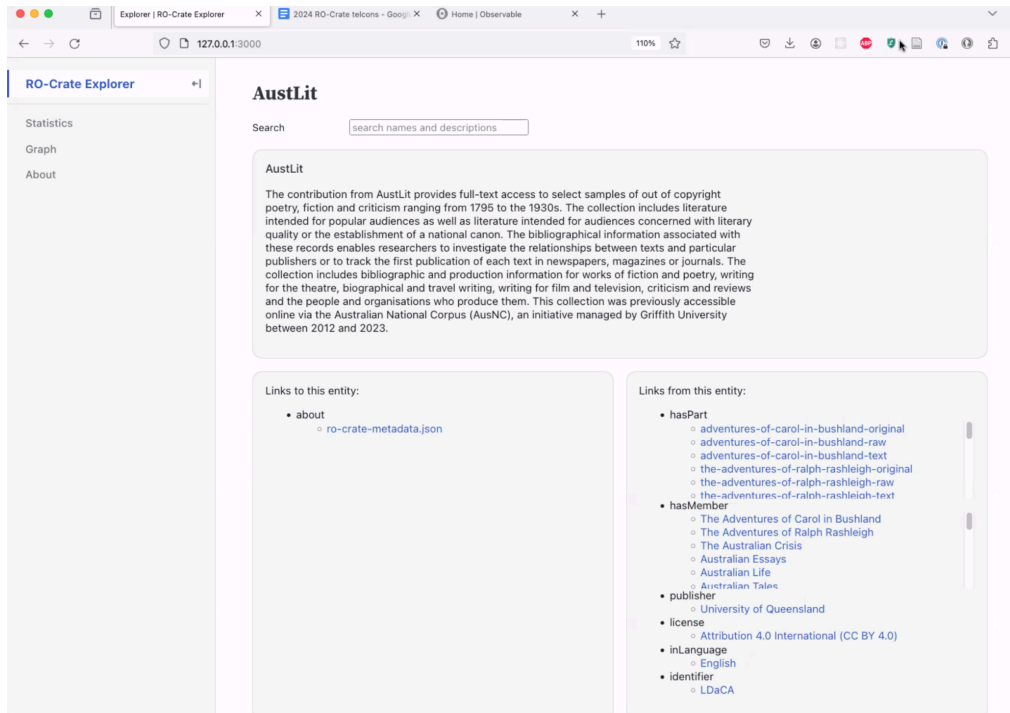 Explorer | RO-Crate Explorer
2024 RO-Crate telcons - Googl
Home | Observable
127.0.0.1:3000
110%
ABP
RO-Crate Explorer
Statistics
Graph
About
AustLit
Search
search names and descriptions
AustLit
The contribution from AustLit provides full-text access to select samples of out of copyright
poetry, fiction and criticism ranging from 1795 to the 1930s. The collection includes literature
intended for popular audiences as well as literature intended for audiences concerned with literary
quality or the establishment of a national canon. The bibliographical information associated with
these records enables researchers to investigate the relationships between texts and particular
publishers or to track the first publication of each text in newspapers, magazines or journals. The
collection includes bibliographic and production information for works of fiction and poetry, writing
for the theatre, biographical and travel writing, writing for film and television, criticism and reviews
and the people and organisations who produce them. This collection was previously accessible
online via the Australian National Corpus (AusNC), an initiative managed by Griffith University
between 2012 and 2023.
Links to this entity:
about
ro-crate-metadata.json
Links from this entity:
hasPart
adventures-of-carol-in-bushland-original
adventures-of-carol-in-bushland-raw
adventures-of-carol-in-bushland-text
the-adventures-of-ralph-rashleigh-original
the-adventures-of-ralph-rashleigh-raw
the-adventures-of-ralph-rashleigh-text
hasMember
The Adventures of Carol in Bushland
The Adventures of Ralph Rashleigh
The Australian Crisis
Australian Essays
Australian Life
Australian Tales
publisher
University of Queensland
license
Attribution 4.0 International (CC BY 4.0)
inLanguage
English
identifier
LDaCA